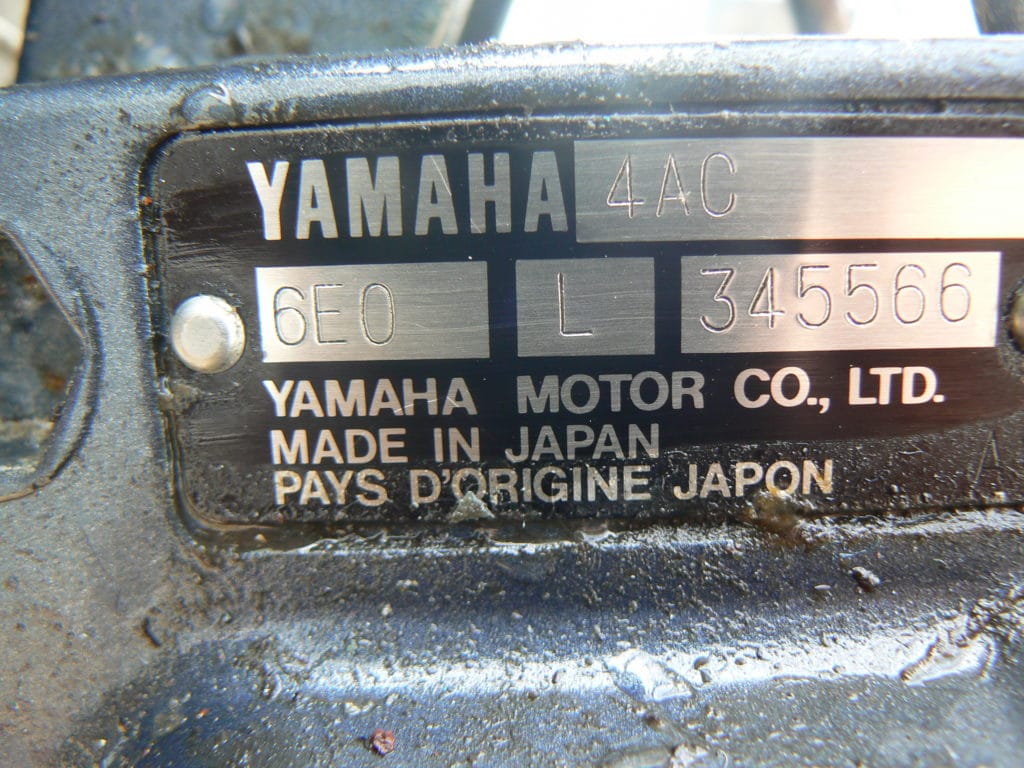 YAMAHA 4AC
6E0 L 345566
YAMAHA MOTOR CO., LTD.
MADE IN JAPAN
PAYS D'ORIGINE JAPON